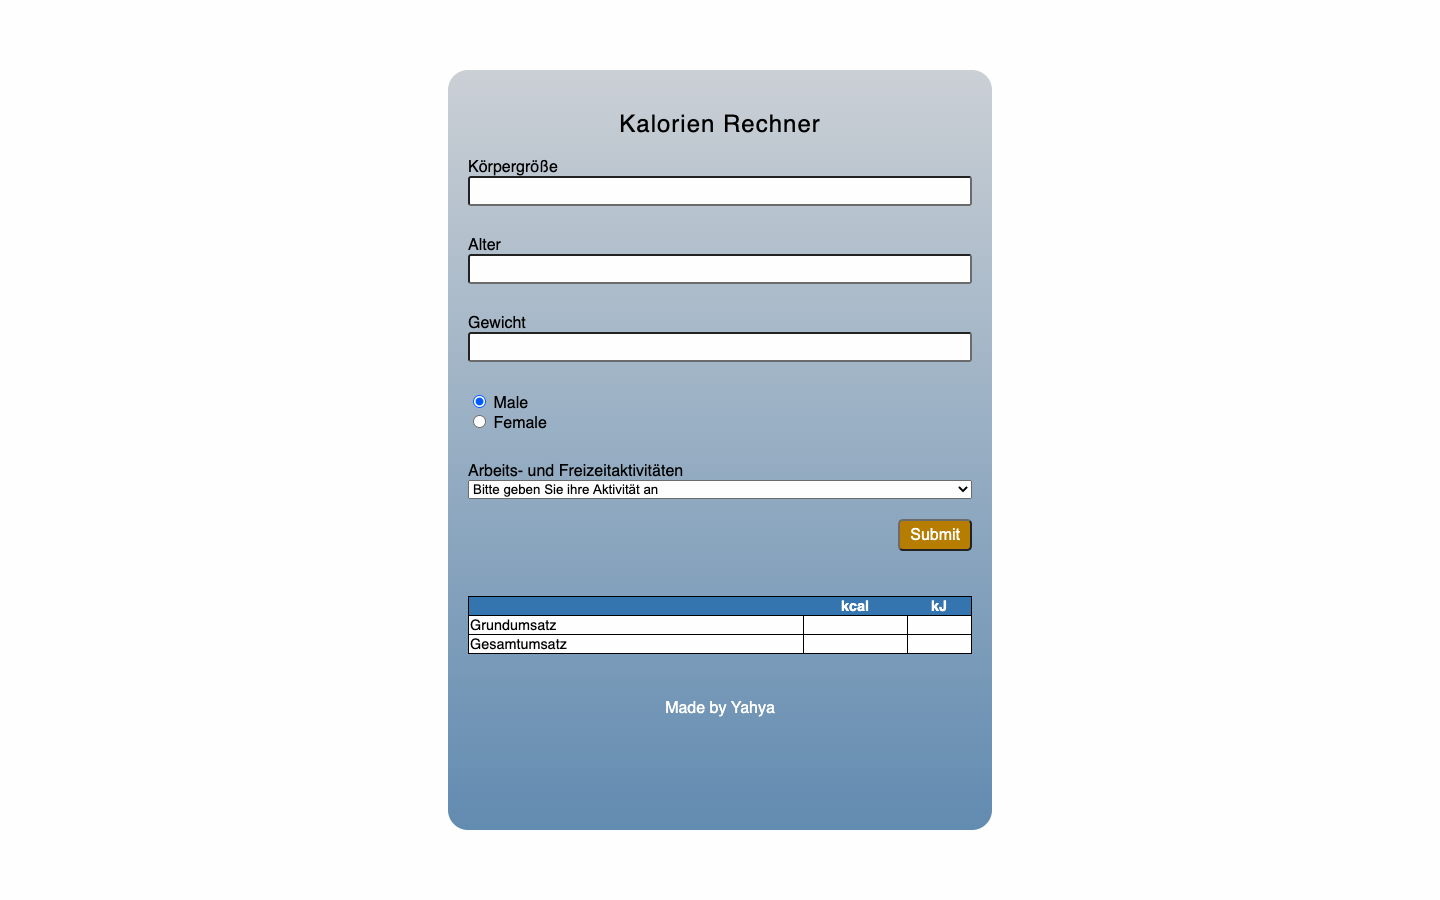 Kalorien Rechner
Körpergröße
Alter
Gewicht
Male
Female
Arbeits- und Freizeitaktivitäten
Bitte geben Sie ihre Aktivität an
Submit
kcal kJ
Grundumsatz
Gesamtumsatz
Made by Yahya